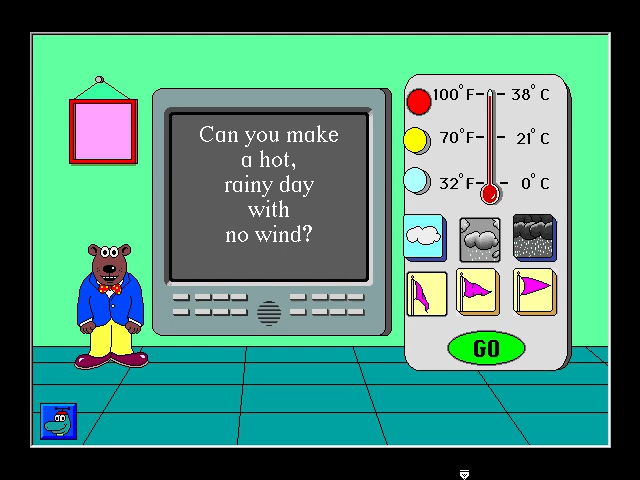 Can you make
a hot,
rainy day
with
no wind?
100°F 38°C
70°F 21°C
32°F 0°C
GO